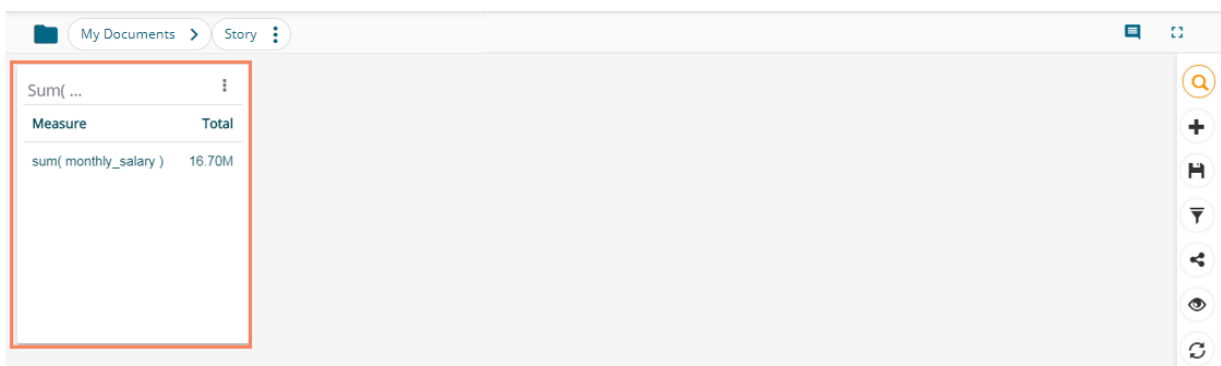 My Documents
Story
Sum( ...
Measure Total
sum( monthly_salary ) 16.70M